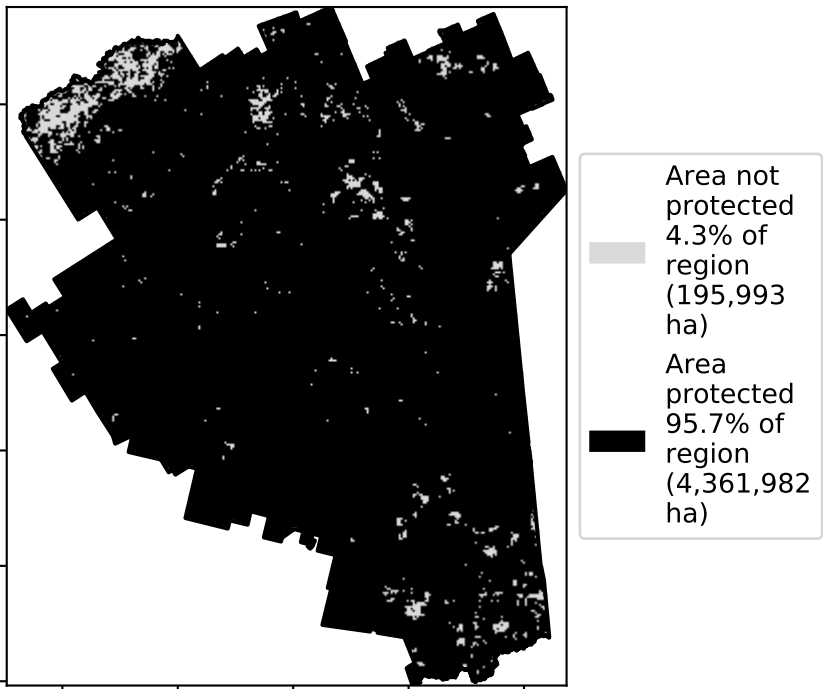 Area not
protected
4.3% of
region
(195,993
ha)
Area
protected
95.7% of
region
(4,361,982
ha)